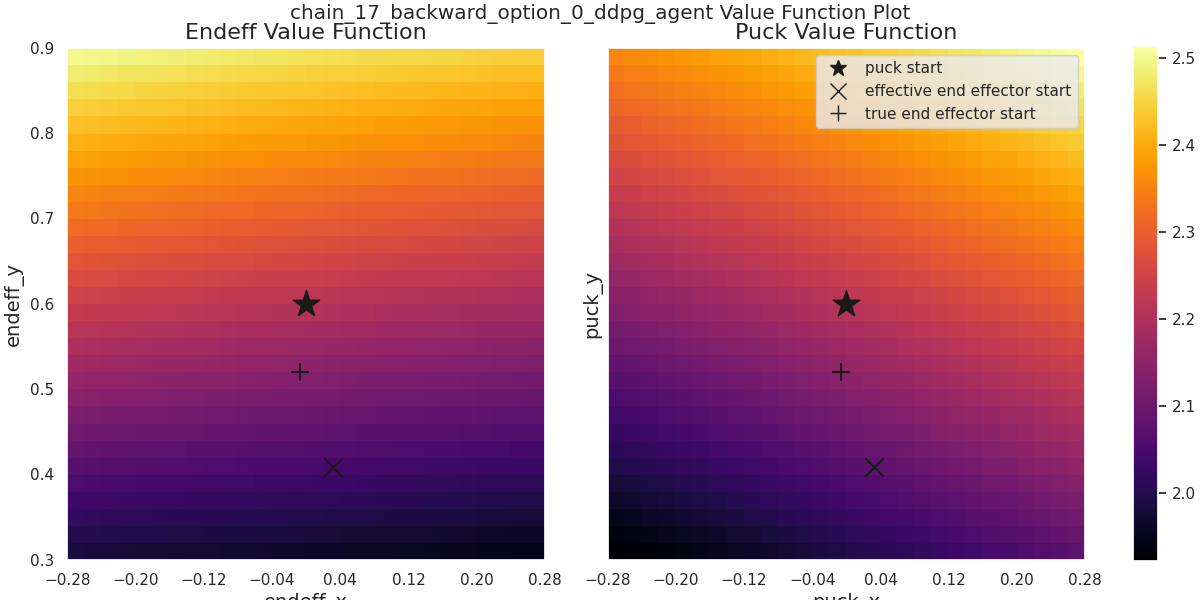 chain_17_backward_option_0_ddpg_agent Value Function Plot
Endeff Value Function
Puck Value Function
endeff_y
0.9
0.8
0.7
0.6
0.5
0.4
0.3
−0.28 −0.20 −0.12 −0.04 0.04 0.12 0.20 0.28
endeff_x
puck_y
puck start
effective end effector start
true end effector start
−0.28 −0.20 −0.12 −0.04 0.04 0.12 0.20 0.28
puck_x
2.5
2.4
2.3
2.2
2.1
2.0